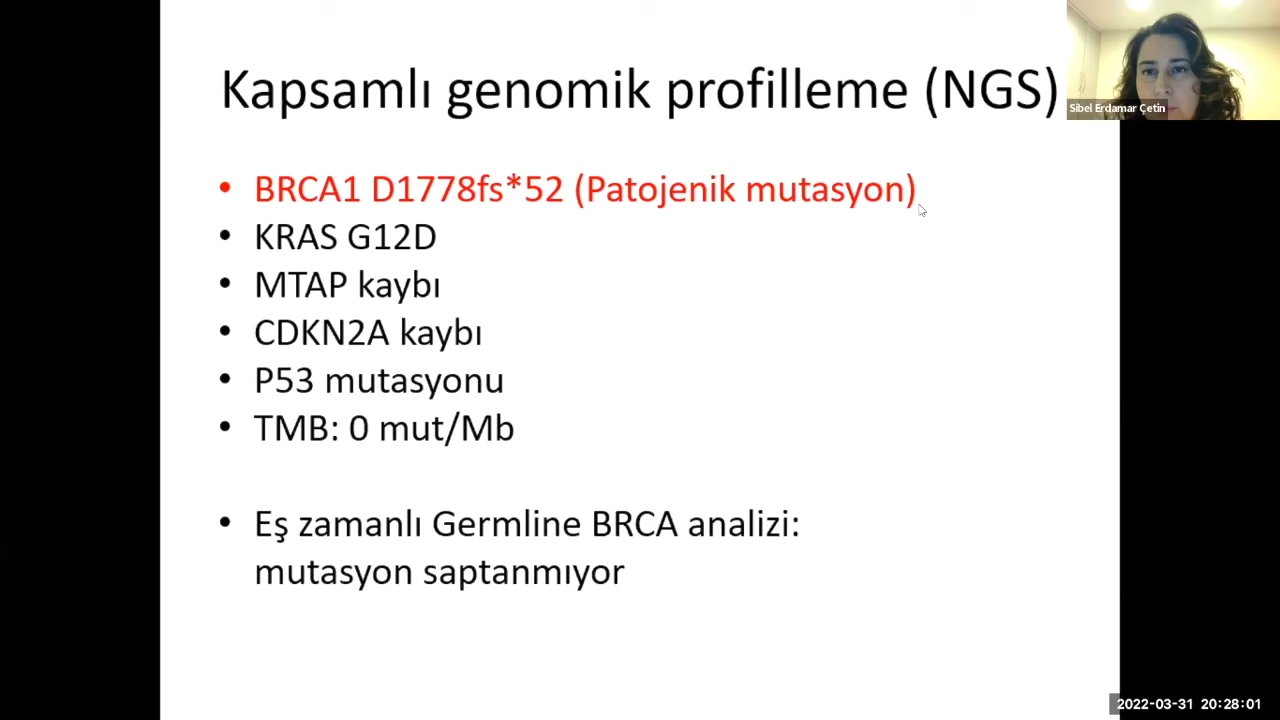 Kapsamlı genomik profilleme (NGS)
Sibel Erdamar Çetin
• BRCA1 D1778fs*52 (Patojenik mutasyon)
• KRAS G12D
• MTAP kaybı
• CDKN2A kaybı
• P53 mutasyonu
• TMB: 0 mut/Mb
• Eş zamanlı Germline BRCA analizi:
mutasyon saptanmıyor
2022-03-31 20:28:01